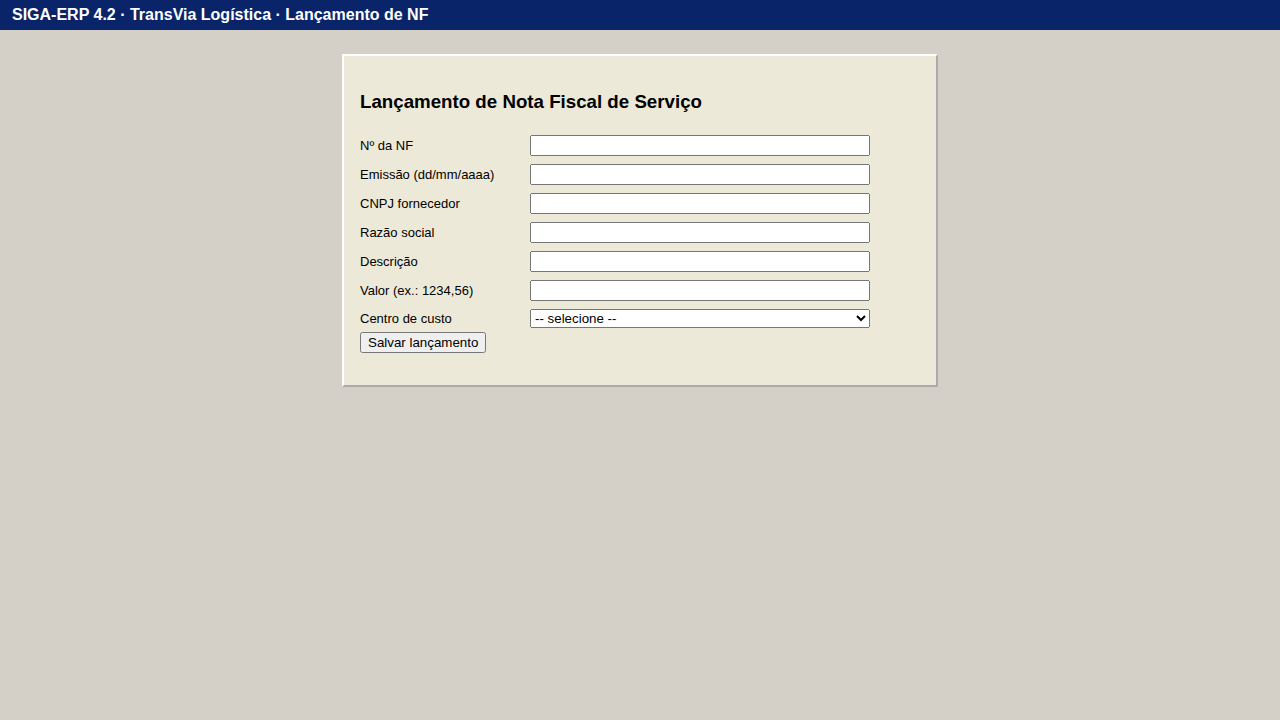 SIGA-ERP 4.2 · TransVia Logística · Lançamento de NF
Lançamento de Nota Fiscal de Serviço
Nº da NF
Emissão (dd/mm/aaaa)
CNPJ fornecedor
Razão social
Descrição
Valor (ex.: 1234,56)
Centro de custo -- selecione --
Salvar lançamento